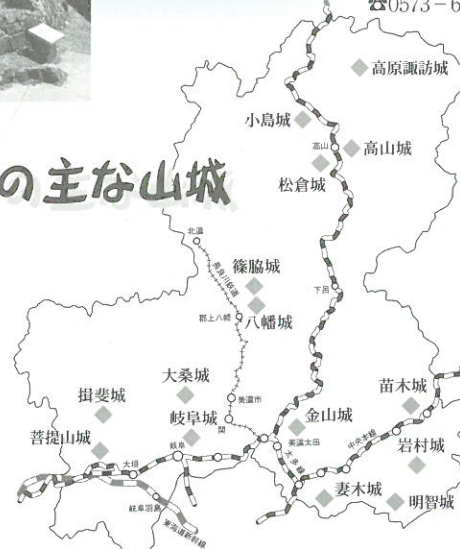 ☎0573-6
の主な山城
高原諏訪城
小島城
高山
高山城
松倉城
北濃
長良川鉄道
篠脇城
下呂
郡上八幡
八幡城
大桑城
揖斐城
美濃市
苗木城
岐阜城
関
金山城
菩提山城
岐阜
美濃太田
中央本線
岩村城
大垣
太多線
妻木城
明智城
岐阜羽島
東海道新幹線